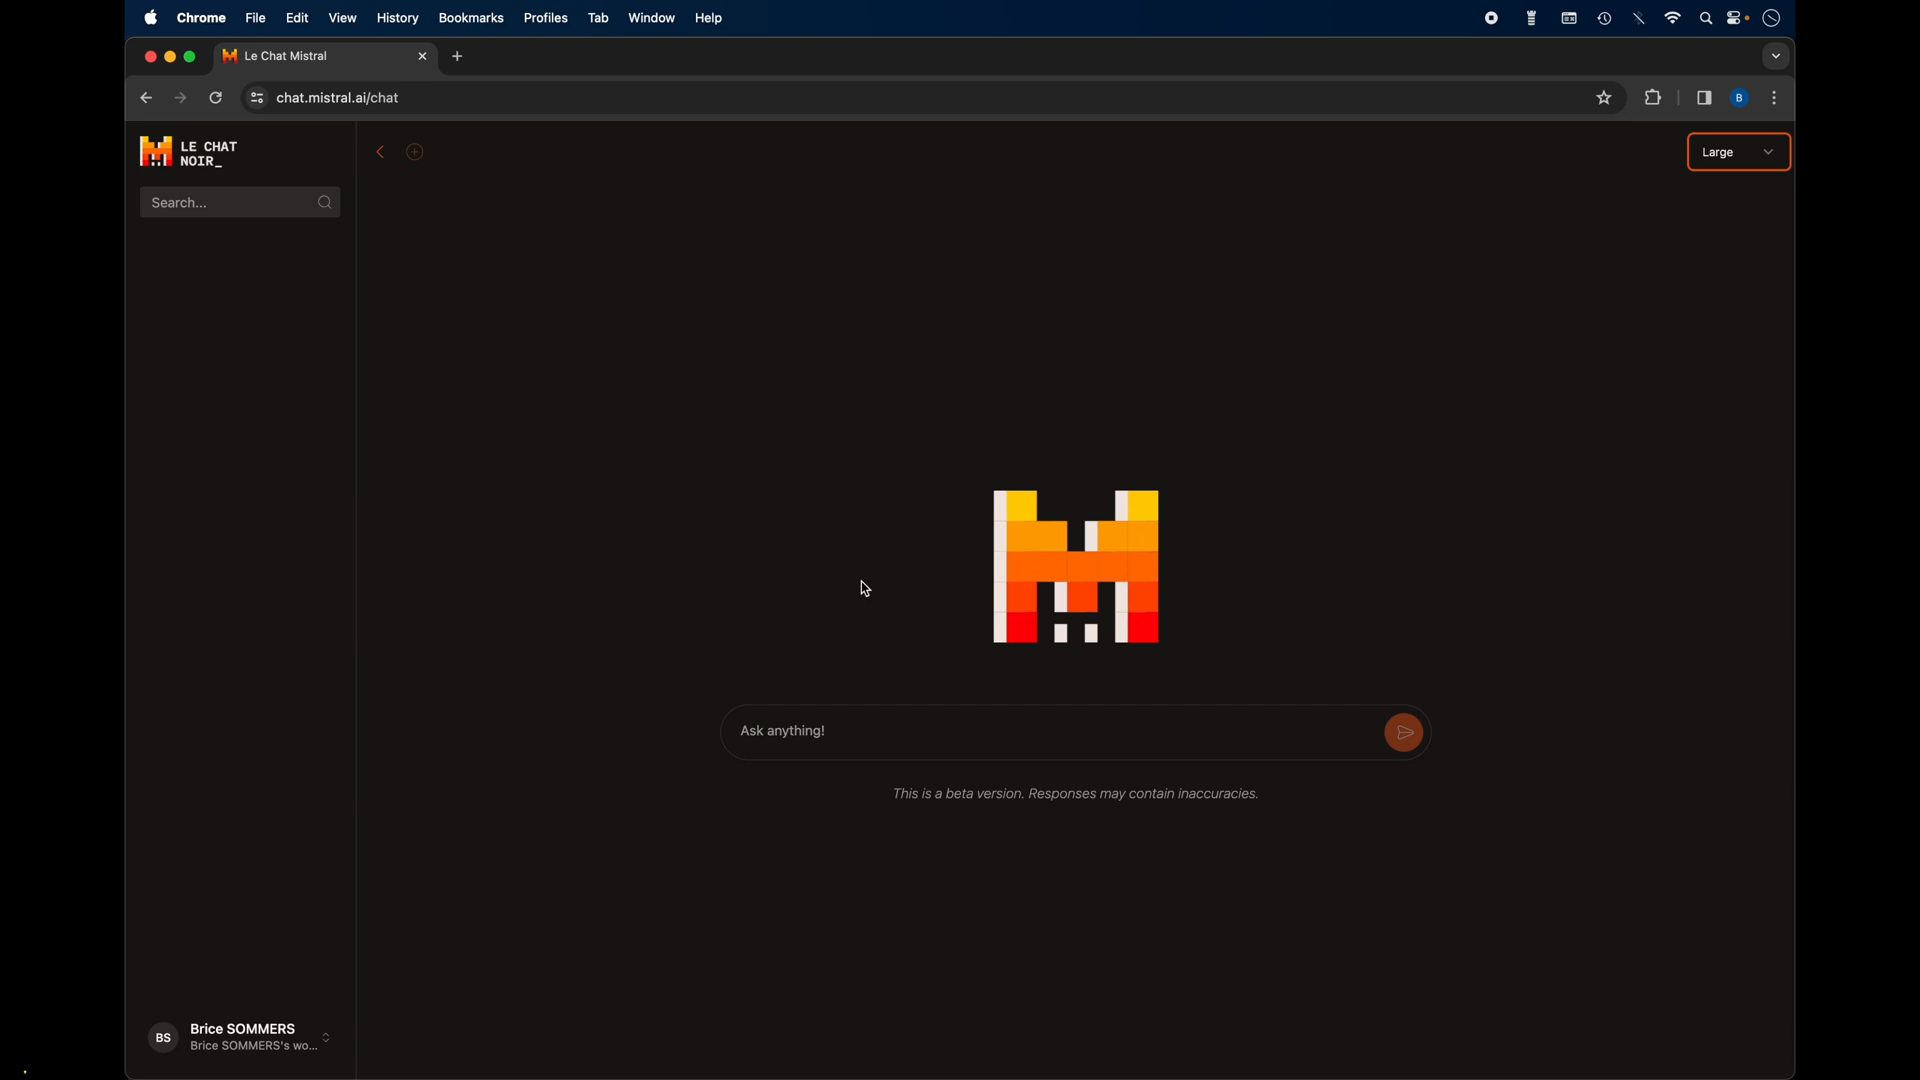 Chrome File Edit View History Bookmarks Profiles Tab Window Help
Le Chat Mistral
chat.mistral.ai/chat
B
LE CHAT
NOIR_
Large
Search...
Ask anything!
This is a beta version. Responses may contain inaccuracies.
BS
Brice SOMMERS
Brice SOMMERS's wo...